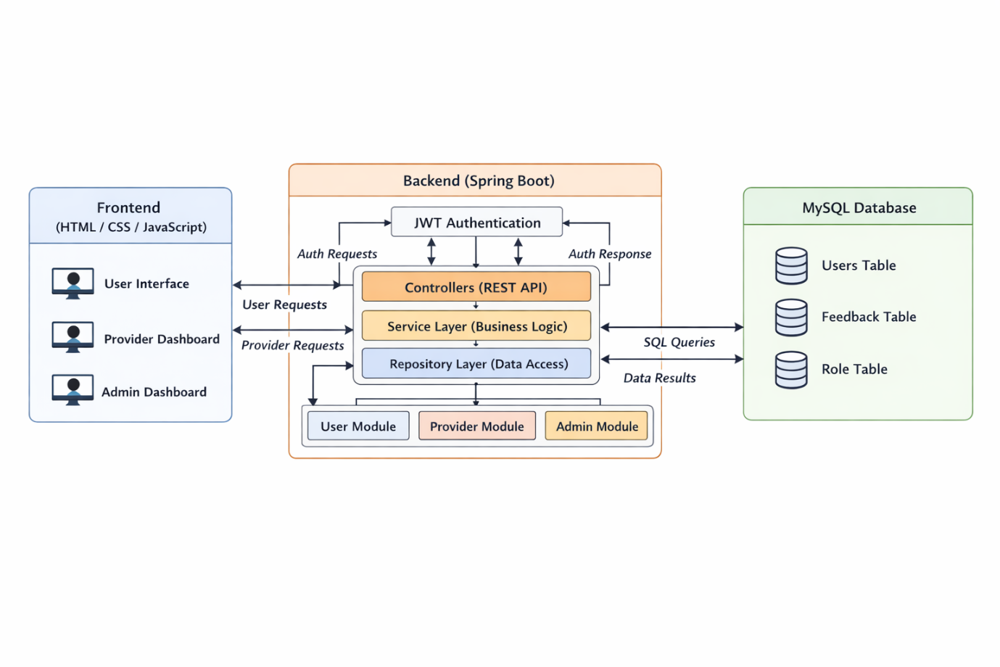 Frontend
(HTML / CSS / JavaScript)
User Interface
Provider Dashboard
Admin Dashboard
User Requests
Provider Requests
Backend (Spring Boot)
JWT Authentication
Auth Requests
Auth Response
Controllers (REST API)
Service Layer (Business Logic)
Repository Layer (Data Access)
User Module
Provider Module
Admin Module
SQL Queries
Data Results
MySQL Database
Users Table
Feedback Table
Role Table